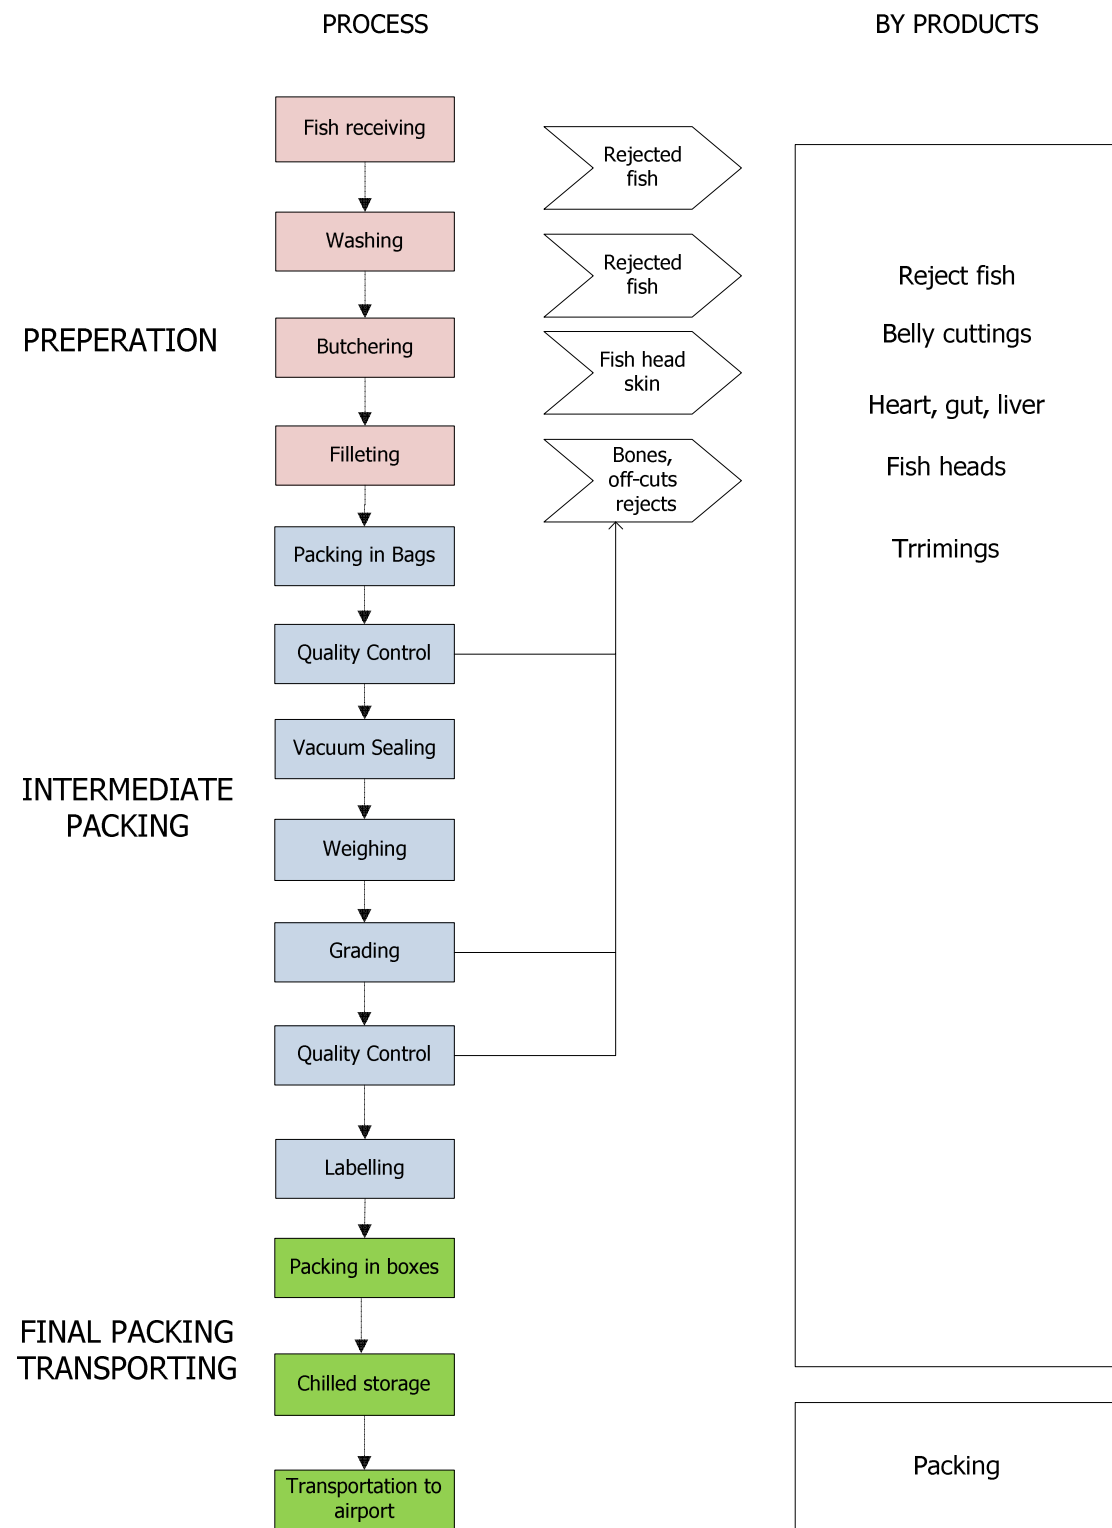 PROCESS
BY PRODUCTS
Fish receiving
Rejected
fish
Washing
Rejected
fish
Reject fish
PREPERATION
Butchering
Fish head
skin
Belly cuttings
Heart, gut, liver
Filleting
Bones,
off-cuts
rejects
Fish heads
Packing in Bags
Trrimings
Quality Control
Vacuum Sealing
INTERMEDIATE
PACKING
Weighing
Grading
Quality Control
Labelling
Packing in boxes
FINAL PACKING
TRANSPORTING
Chilled storage
Transportation to
airport
Packing